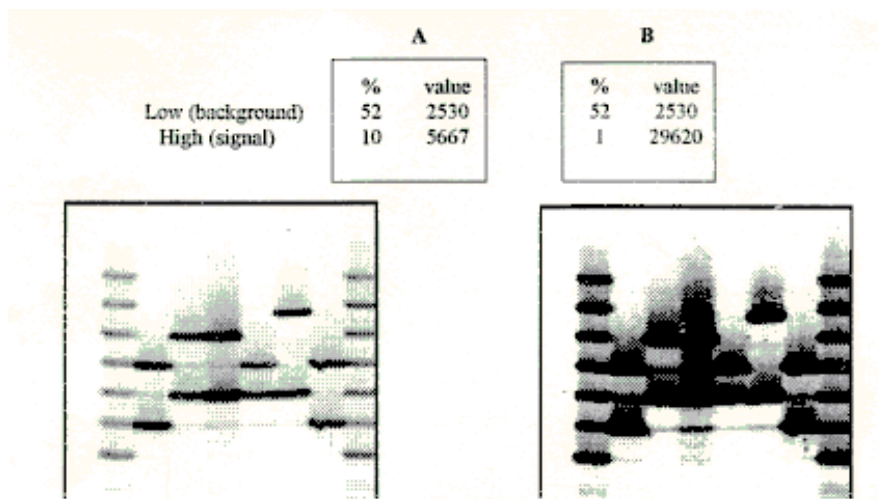 A B
% value % value
Low (background) 52 2530 52 2530
High (signal) 10 5667 1 29620